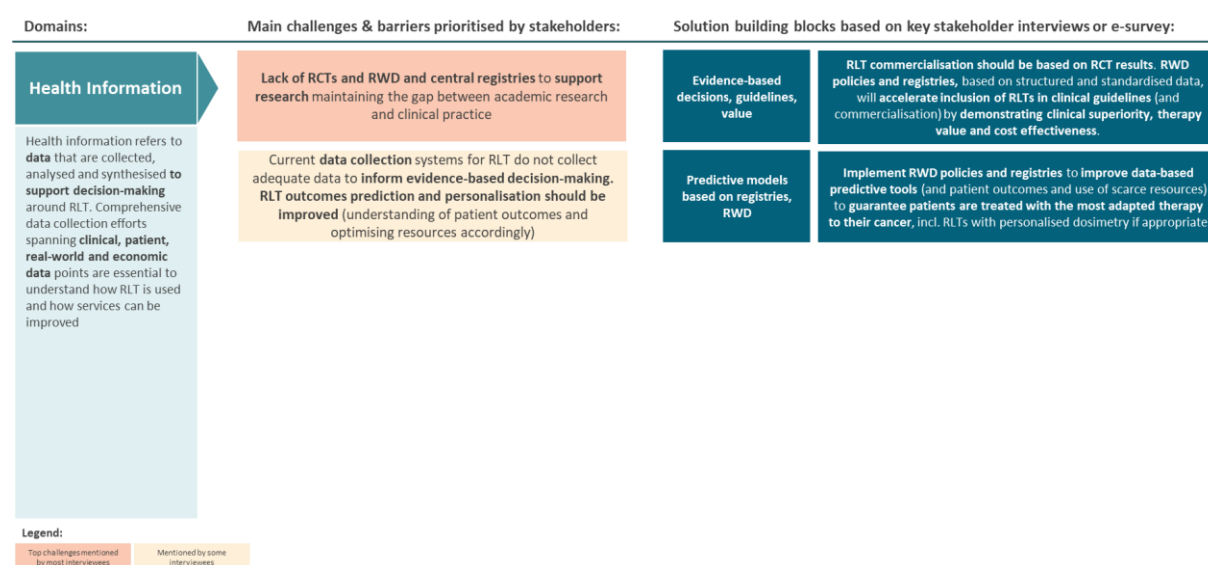 Domains:
Main challenges & barriers prioritised by stakeholders:
Solution building blocks based on key stakeholder interviews or e-survey:
Health Information
Health information refers to
data that are collected,
analysed and synthesised to
support decision-making
around RLT. Comprehensive
data collection efforts
spanning clinical, patient,
real-world and economic
data points are essential to
understand how RLT is used
and how services can be
improved
Lack of RCTs and RWD and central registries to support
research maintaining the gap between academic research
and clinical practice
Current data collection systems for RLT do not collect
adequate data to inform evidence-based decision-making.
RLT outcomes prediction and personalisation should be
improved (understanding of patient outcomes and
optimising resources accordingly)
Evidence-based
decisions, guidelines,
value
RLT commercialisation should be based on RCT results. RWD
policies and registries, based on structured and standardised data,
will accelerate inclusion of RLTs in clinical guidelines (and
commercialisation) by demonstrating clinical superiority, therapy
value and cost effectiveness.
Predictive models
based on registries,
RWD
Implement RWD policies and registries to improve data-based
predictive tools (and patient outcomes and use of scarce resources)
to guarantee patients are treated with the most adapted therapy
to their cancer, incl. RLTs with personalised dosimetry if appropriate
Legend:
Top challenges mentioned
by most interviewees
Mentioned by some
interviewees